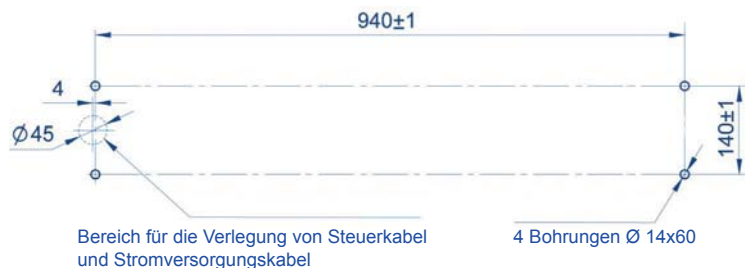 940±1
4
Ø45
140±1
Bereich für die Verlegung von Steuerkabel
und Stromversorgungskabel
4 Bohrungen Ø 14x60